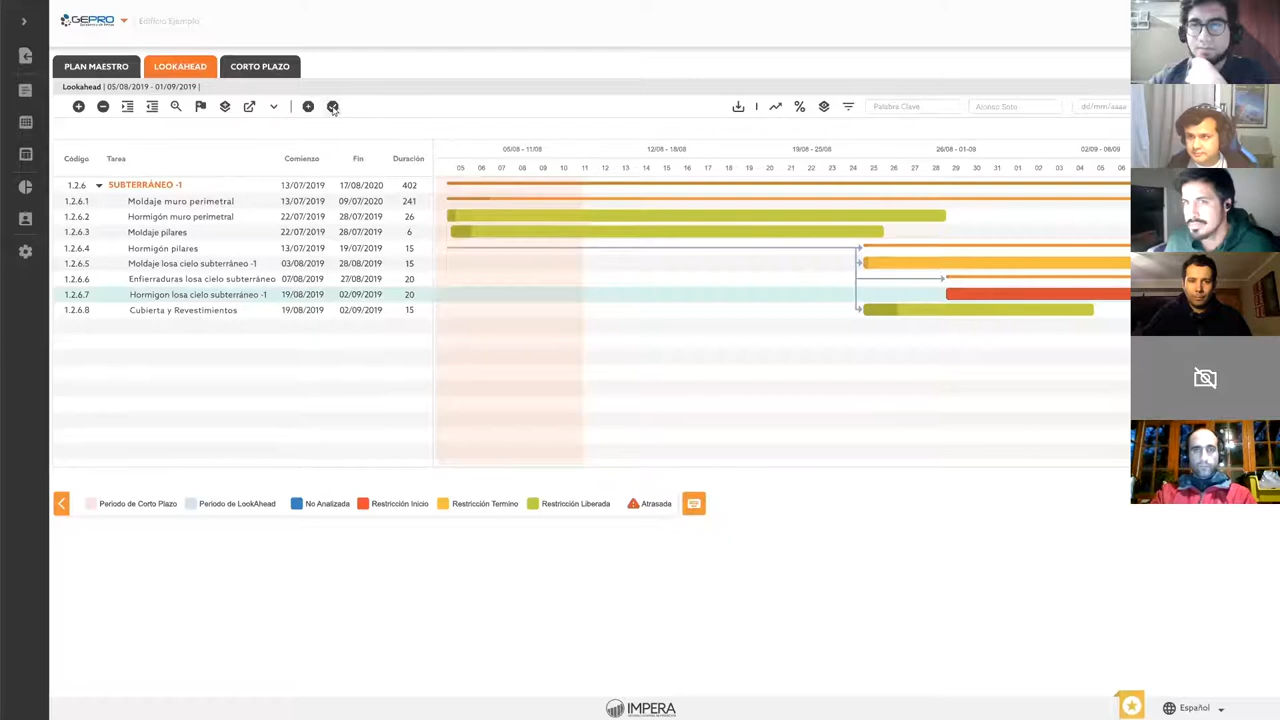 GEPRO
Edificio Ejemplo
PLAN MAESTRO LOOKAHEAD CORTO PLAZO
Lookahead | 05/08/2019 - 01/09/2019 |
Palabra Clave Alonso Soto dd/mm/aaaa
Código Tarea Comienzo Fin Duración
05/08 - 11/08 12/08 - 18/08 19/08 - 25/08 26/08 - 01-09 02/09 - 08/09
05 06 07 08 09 10 11 12 13 14 15 16 17 18 19 20 21 22 23 24 25 26 27 28 29 30 31 01 02 03 04 05 06
1.2.6 SUBTERRÁNEO -1 13/07/2019 17/08/2020 402
1.2.6.1 Moldaje muro perimetral 13/07/2019 09/07/2020 241
1.2.6.2 Hormigón muro perimetral 22/07/2019 28/07/2019 26
1.2.6.3 Moldaje pilares 22/07/2019 28/07/2019 6
1.2.6.4 Hormigón pilares 13/07/2019 19/07/2019 15
1.2.6.5 Moldaje losa cielo subterráneo -1 03/08/2019 28/08/2019 15
1.2.6.6 Enfierraduras losa cielo subterráneo 07/08/2019 27/08/2019 20
1.2.6.7 Hormigon losa cielo subterráneo -1 19/08/2019 02/09/2019 20
1.2.6.8 Cubierta y Revestimientos 19/08/2019 02/09/2019 15
Periodo de Corto Plazo Periodo de LookAhead No Analizada Restricción Inicio Restricción Termino Restricción Liberada Atrasada
IMPERA
Español